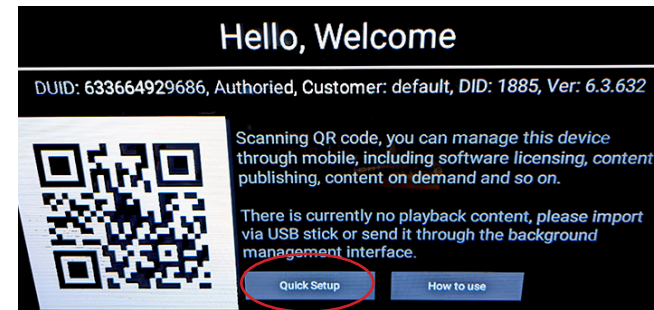 Hello, Welcome
DUID: 633664929686, Authoried, Customer: default, DID: 1885, Ver: 6.3.632
Scanning QR code, you can manage this device
through mobile, including software licensing, content
publishing, content on demand and so on.
There is currently no playback content, please import
via USB stick or send it through the background
management interface.
Quick Setup
How to use